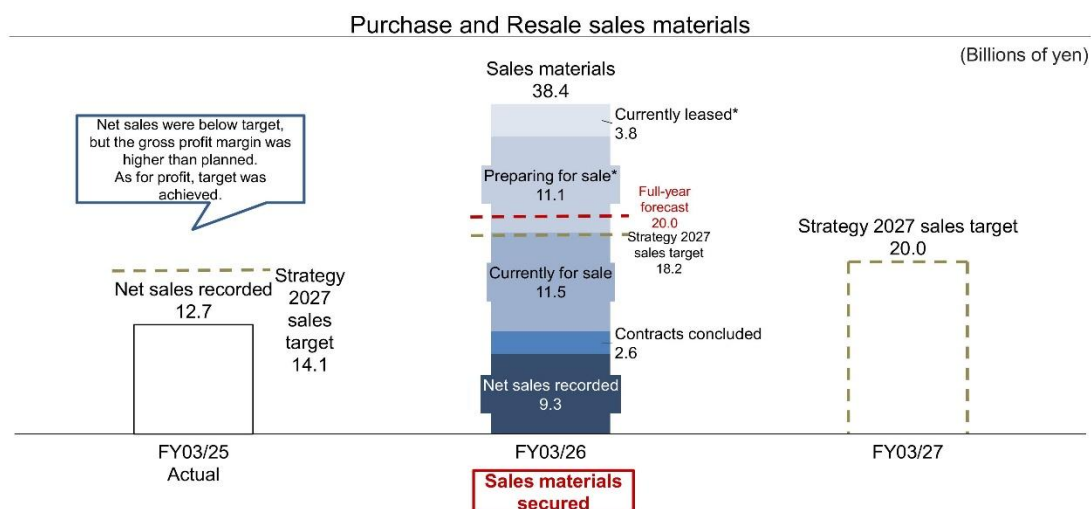 Purchase and Resale sales materials
(Billions of yen)
Net sales were below target,
but the gross profit margin was
higher than planned.
As for profit, target was
achieved.
Strategy
2027
sales
target
14.1
Net sales recorded
12.7
FY03/25
Actual
Sales materials
38.4
Currently leased*
3.8
Preparing for sale*
11.1
Full-year
forecast
20.0
Strategy 2027
sales target
18.2
Currently for sale
11.5
Contracts concluded
2.6
Net sales recorded
9.3
FY03/26
Sales materials
secured
Strategy 2027 sales target
20.0
FY03/27